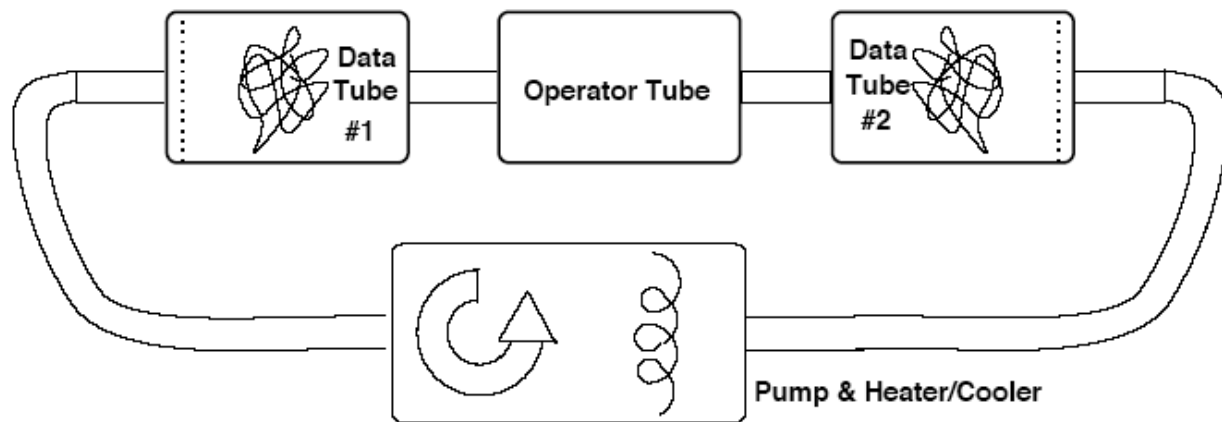 Data
Tube
#1
Operator Tube
Data
Tube
#2
Pump & Heater/Cooler